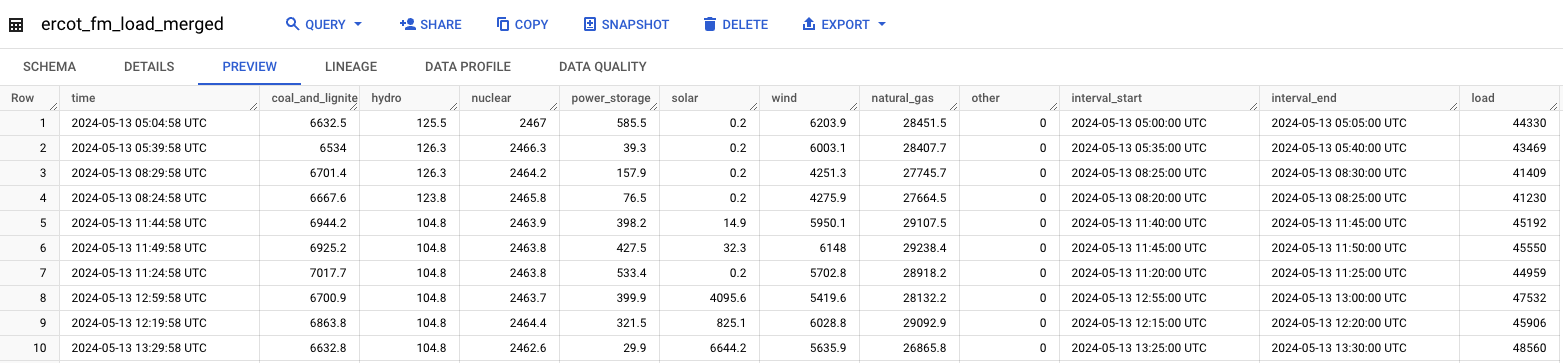 ercot_fm_load_merged QUERY SHARE COPY SNAPSHOT DELETE EXPORT
SCHEMA DETAILS PREVIEW LINEAGE DATA PROFILE DATA QUALITY
Row time coal_and_lignite hydro nuclear power_storage solar wind natural_gas other interval_start interval_end load
1 2024-05-13 05:04:58 UTC 6632.5 125.5 2467 585.5 0.2 6203.9 28451.5 0 2024-05-13 05:00:00 UTC 2024-05-13 05:05:00 UTC 44330
2 2024-05-13 05:39:58 UTC 6534 126.3 2466.3 39.3 0.2 6003.1 28407.7 0 2024-05-13 05:35:00 UTC 2024-05-13 05:40:00 UTC 43469
3 2024-05-13 08:29:58 UTC 6701.4 126.3 2464.2 157.9 0.2 4251.3 27745.7 0 2024-05-13 08:25:00 UTC 2024-05-13 08:30:00 UTC 41409
4 2024-05-13 08:24:58 UTC 6667.6 123.8 2465.8 76.5 0.2 4275.9 27664.5 0 2024-05-13 08:20:00 UTC 2024-05-13 08:25:00 UTC 41230
5 2024-05-13 11:44:58 UTC 6944.2 104.8 2463.9 398.2 14.9 5950.1 29107.5 0 2024-05-13 11:40:00 UTC 2024-05-13 11:45:00 UTC 45192
6 2024-05-13 11:49:58 UTC 6925.2 104.8 2463.8 427.5 32.3 6148 29238.4 0 2024-05-13 11:45:00 UTC 2024-05-13 11:50:00 UTC 45550
7 2024-05-13 11:24:58 UTC 7017.7 104.8 2463.8 533.4 0.2 5702.8 28918.2 0 2024-05-13 11:20:00 UTC 2024-05-13 11:25:00 UTC 44959
8 2024-05-13 12:59:58 UTC 6700.9 104.8 2463.7 399.9 4095.6 5419.6 28132.2 0 2024-05-13 12:55:00 UTC 2024-05-13 13:00:00 UTC 47532
9 2024-05-13 12:19:58 UTC 6863.8 104.8 2464.4 321.5 825.1 6028.8 29092.9 0 2024-05-13 12:15:00 UTC 2024-05-13 12:20:00 UTC 45906
10 2024-05-13 13:29:58 UTC 6632.8 104.8 2462.6 29.9 6644.2 5635.9 26865.8 0 2024-05-13 13:25:00 UTC 2024-05-13 13:30:00 UTC 48560